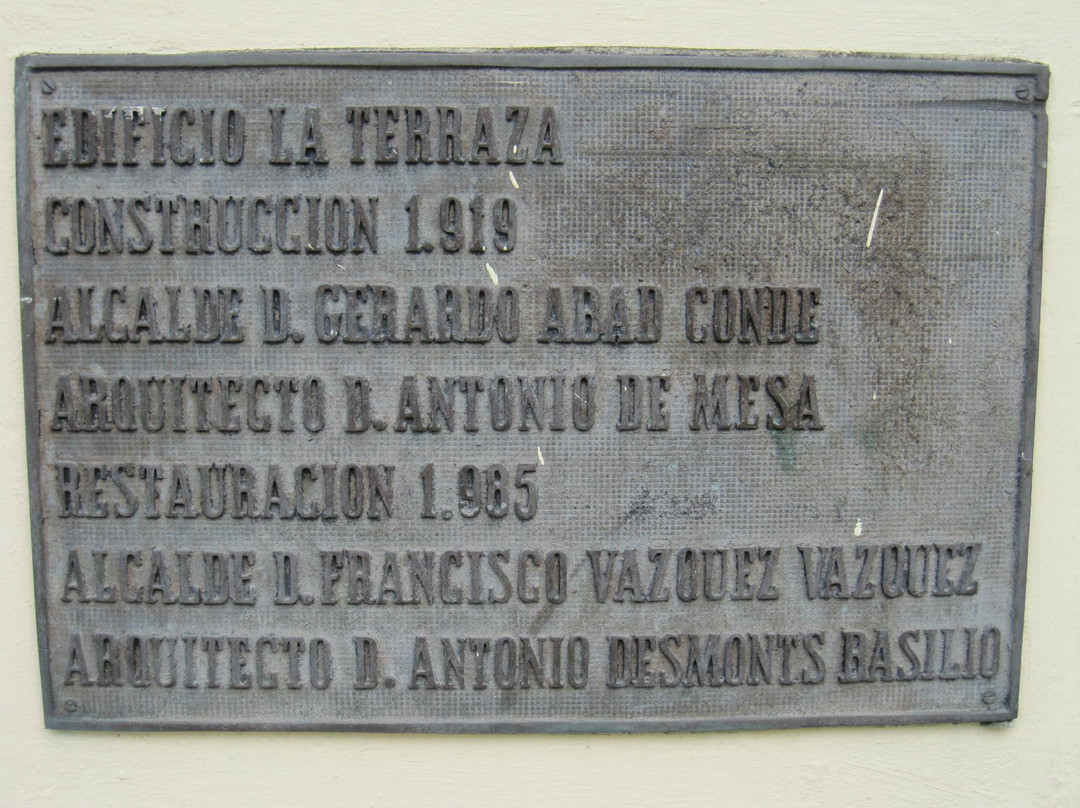 EDIFICIO LA TERRAZA
CONSTRUCCION 1.919
ALCALDE D. GERARDO ABAD CONDE
ARQUITECTO D. ANTONIO DE MESA
RESTAURACION 1.985
ALCALDE D. FRANCISCO VAZQUEZ VAZQUEZ
ARQUITECTO D. ANTONIO DESMONTS BASILIO